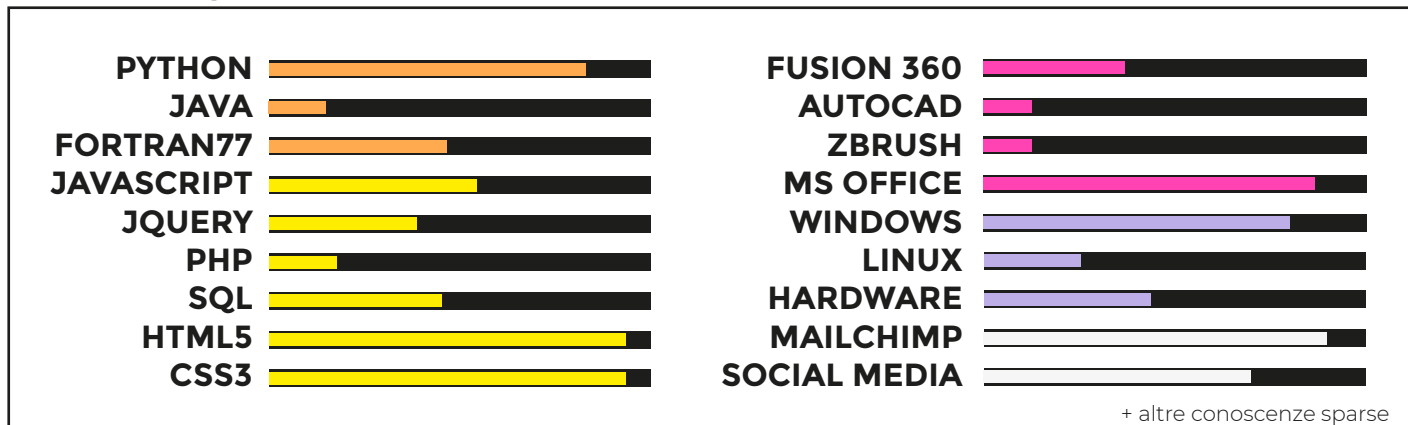 PYTHON
JAVA
FORTRAN77
JAVASCRIPT
JQUERY
PHP
SQL
HTML5
CSS3
FUSION 360
AUTOCAD
ZBRUSH
MS OFFICE
WINDOWS
LINUX
HARDWARE
MAILCHIMP
SOCIAL MEDIA
+ altre conoscenze sparse